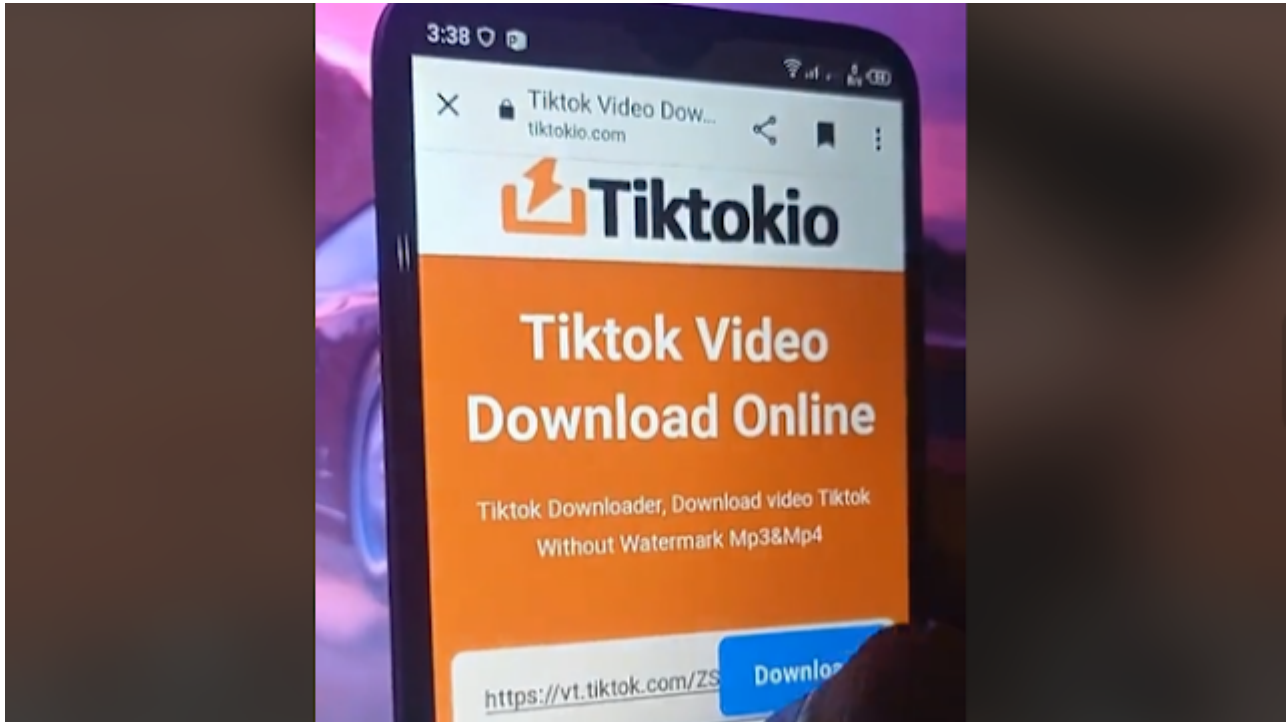 3:38
Tiktok Video Dow...
tiktokio.com
Tiktokio
Tiktok Video
Download Online
Tiktok Downloader, Download video Tiktok
Without Watermark Mp3&Mp4
https://vt.tiktok.com/ZS
Downloa